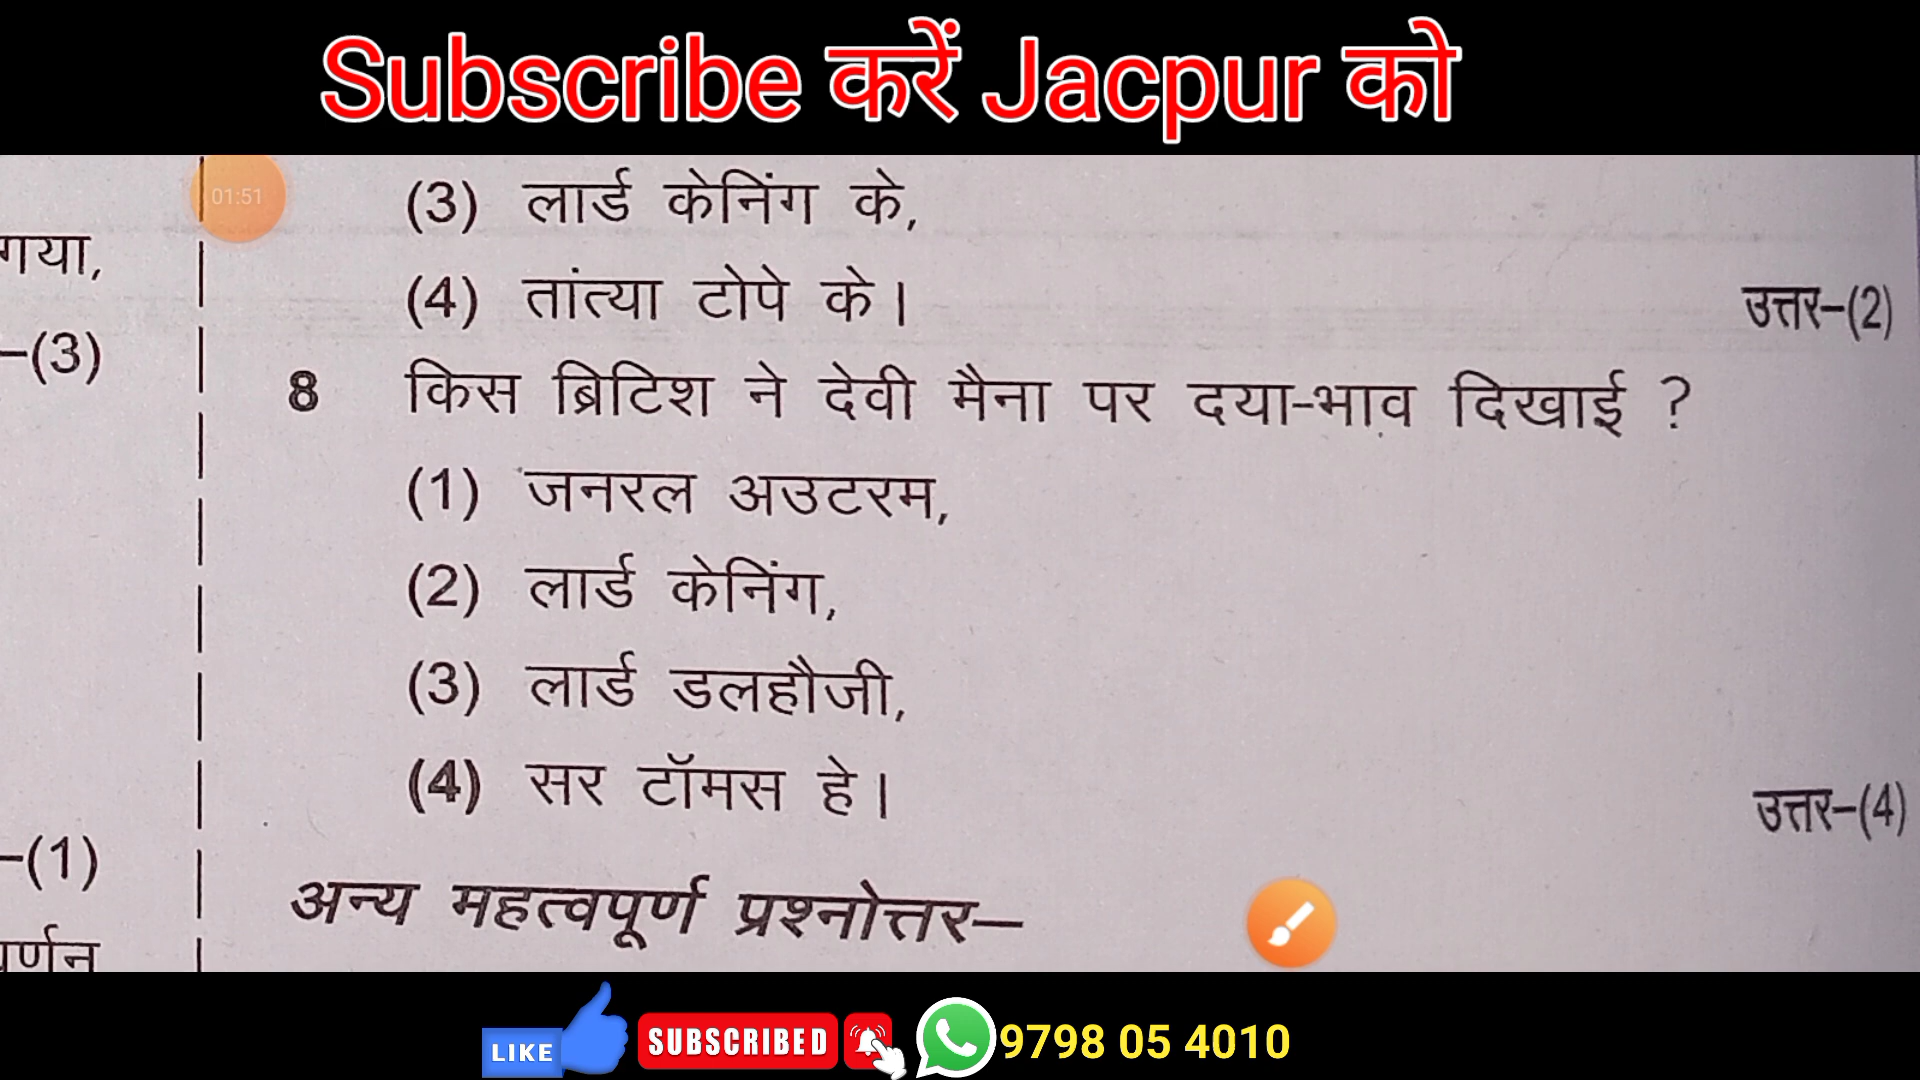 Subscribe करें Jacpur को
01:51
(3) लार्ड केनिंग के,
गया,
(4) तांत्या टोपे के।
उत्तर–(2)
–(3)
8 किस ब्रिटिश ने देवी मैना पर दया-भाव दिखाई ?
(1) जनरल अउटरम,
(2) लार्ड केनिंग,
(3) लार्ड डलहौजी,
(4) सर टॉमस हे।
उत्तर–(4)
–(1)
अन्य महत्वपूर्ण प्रश्नोत्तर–
LIKE SUBSCRIBED 9798 05 4010